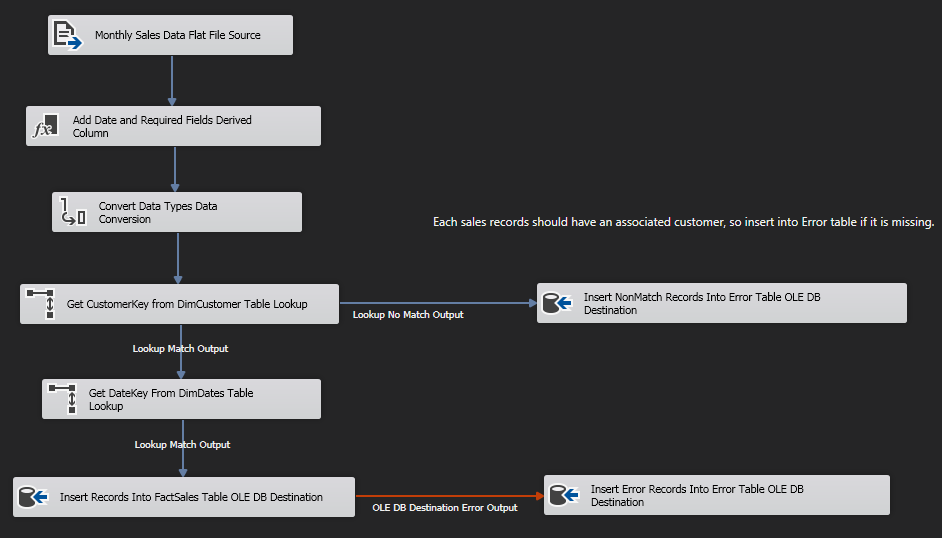 Monthly Sales Data Flat File Source
Add Date and Required Fields Derived
Column
Convert Data Types Data
Conversion
Each sales records should have an associated customer, so insert into Error table if it is missing.
Get CustomerKey from DimCustomer Table Lookup
Lookup No Match Output
Insert NonMatch Records Into Error Table OLE DB
Destination
Lookup Match Output
Get DateKey From DimDates Table
Lookup
Lookup Match Output
Insert Records Into FactSales Table OLE DB Destination
OLE DB Destination Error Output
Insert Error Records Into Error Table OLE DB
Destination